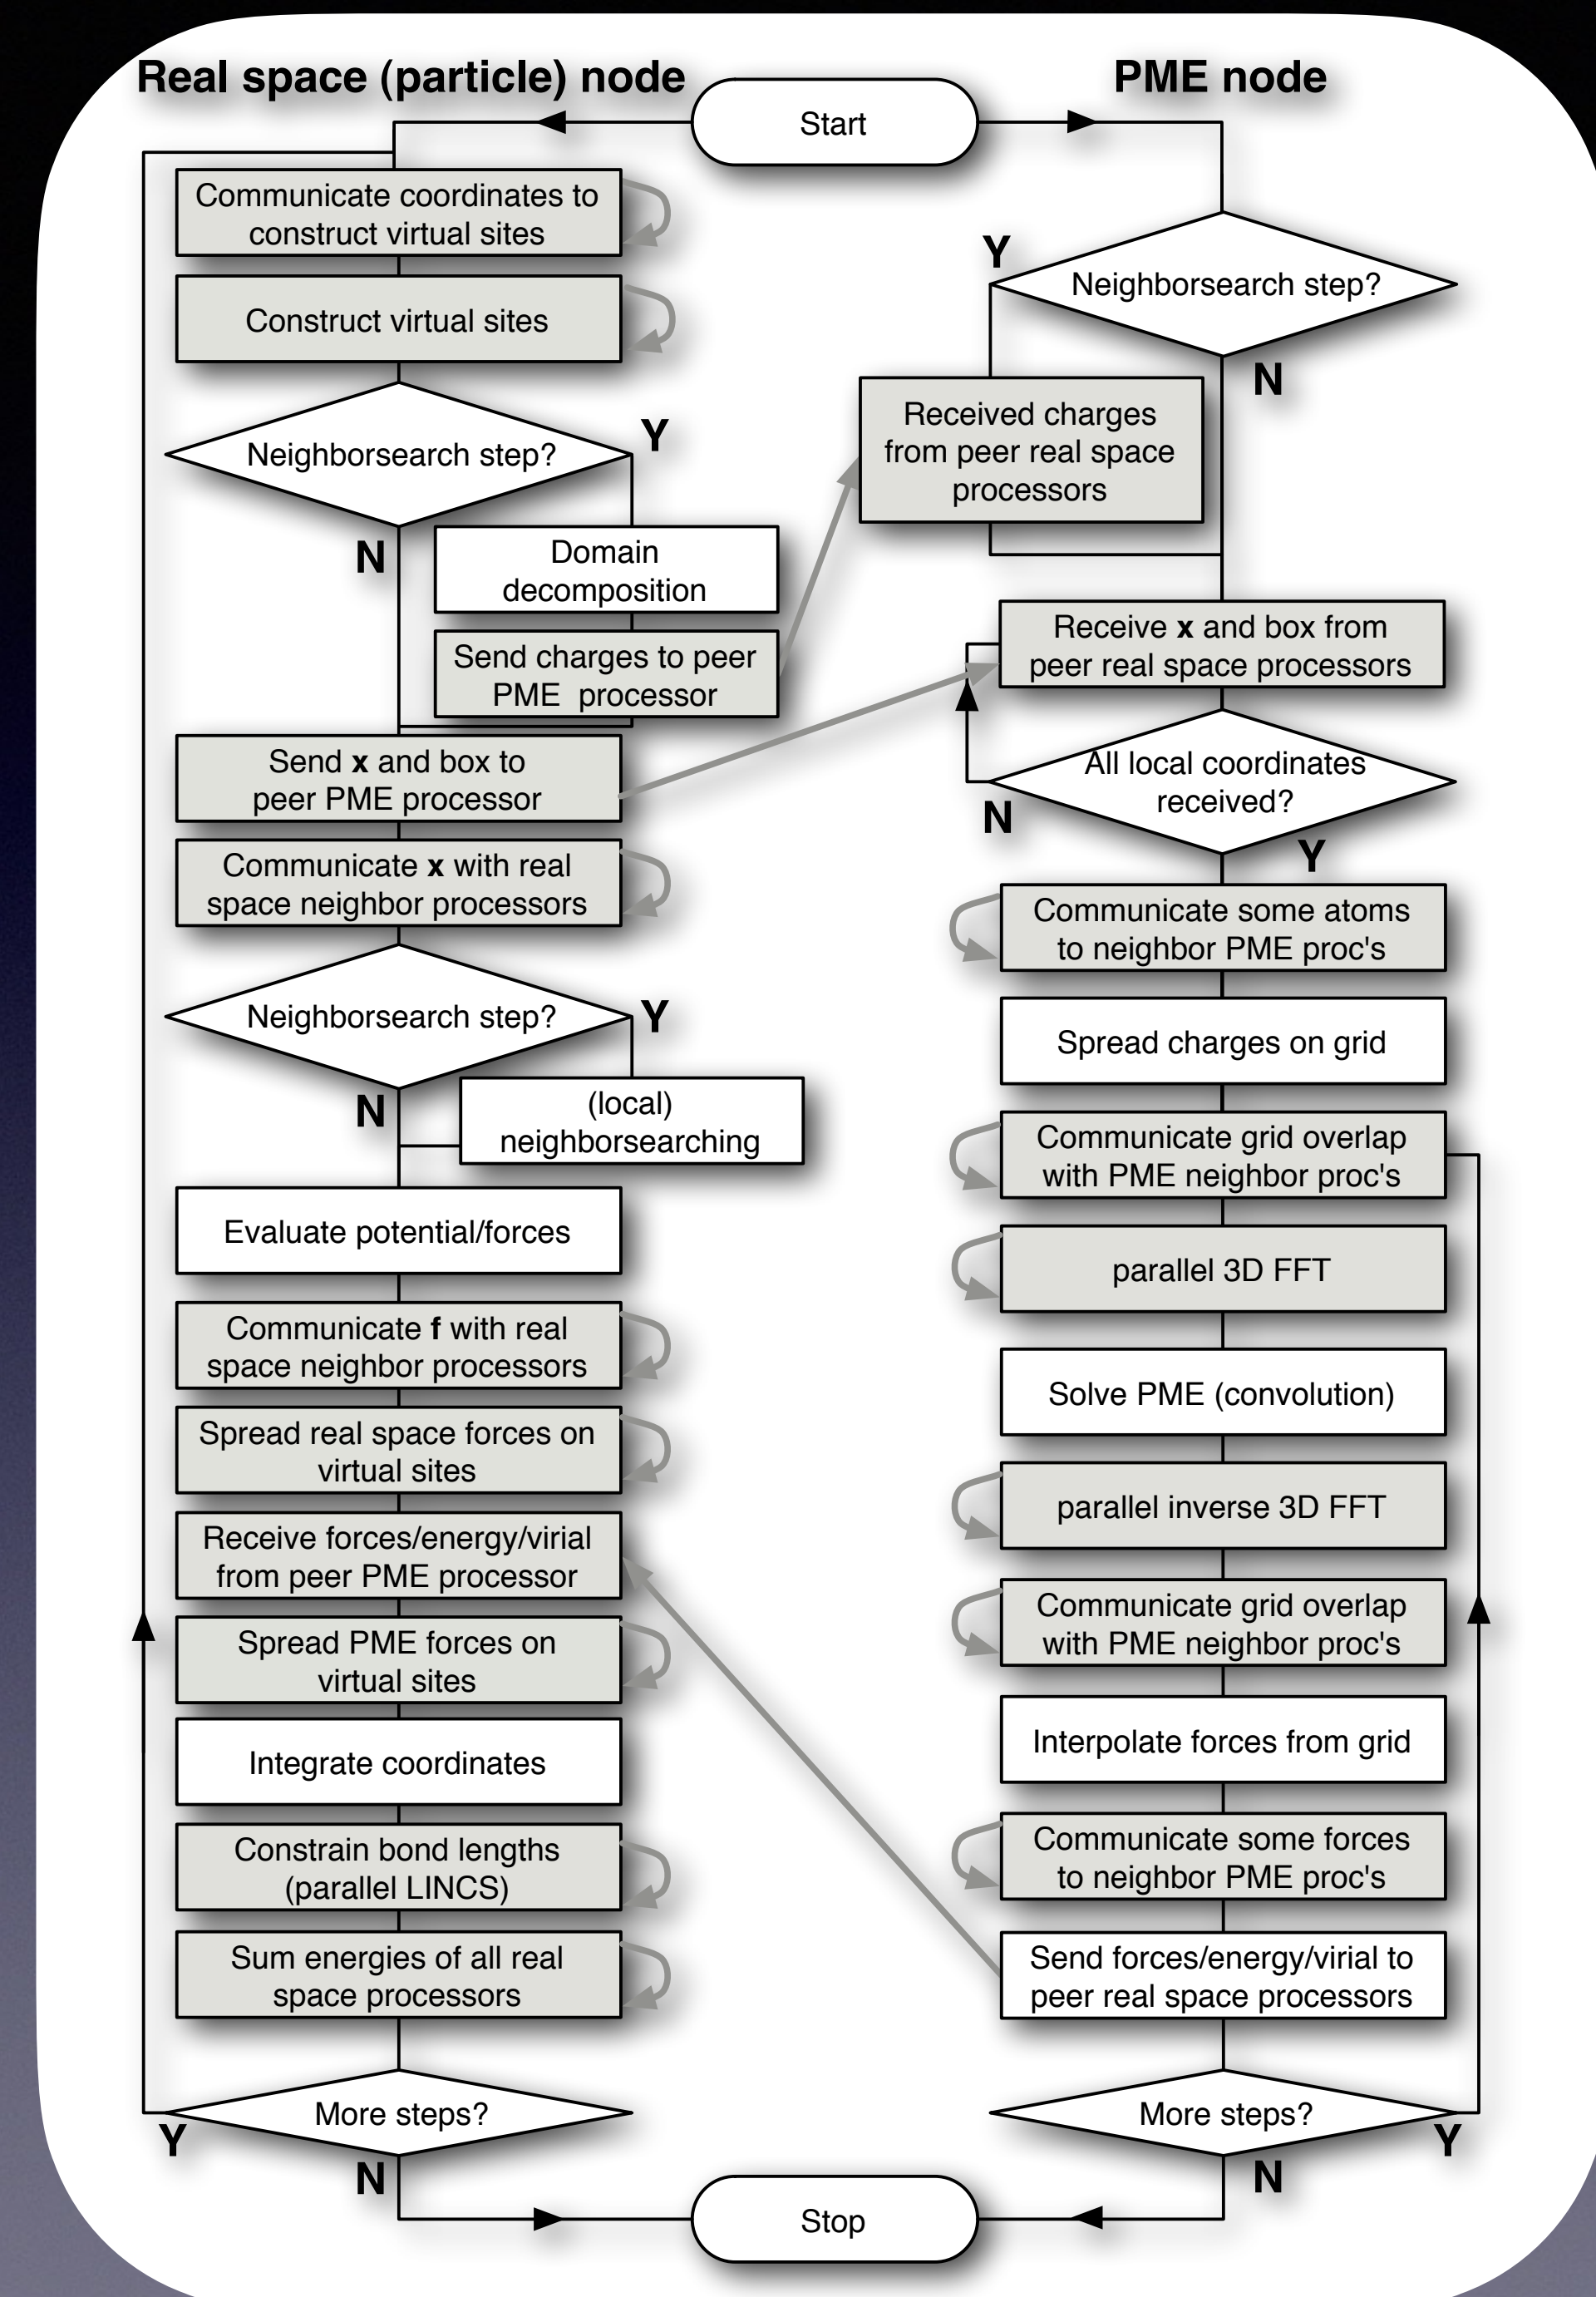 Real space (particle) node
Start
PME node
Communicate coordinates to
construct virtual sites
Construct virtual sites
Neighborsearch step?
Y
N
Domain
decomposition
Send charges to peer
PME processor
Send x and box to
peer PME processor
Communicate x with real
space neighbor processors
Neighborsearch step?
Y
N
(local)
neighborsearching
Evaluate potential/forces
Communicate f with real
space neighbor processors
Spread real space forces on
virtual sites
Receive forces/energy/virial
from peer PME processor
Spread PME forces on
virtual sites
Integrate coordinates
Constrain bond lengths
(parallel LINCS)
Sum energies of all real
space processors
More steps?
Y
N
Y
Neighborsearch step?
N
Received charges
from peer real space
processors
Receive x and box from
peer real space processors
All local coordinates
received?
N
Y
Communicate some atoms
to neighbor PME proc's
Spread charges on grid
Communicate grid overlap
with PME neighbor proc's
parallel 3D FFT
Solve PME (convolution)
parallel inverse 3D FFT
Communicate grid overlap
with PME neighbor proc's
Interpolate forces from grid
Communicate some forces
to neighbor PME proc's
Send forces/energy/virial to
peer real space processors
More steps?
Y
N
Stop